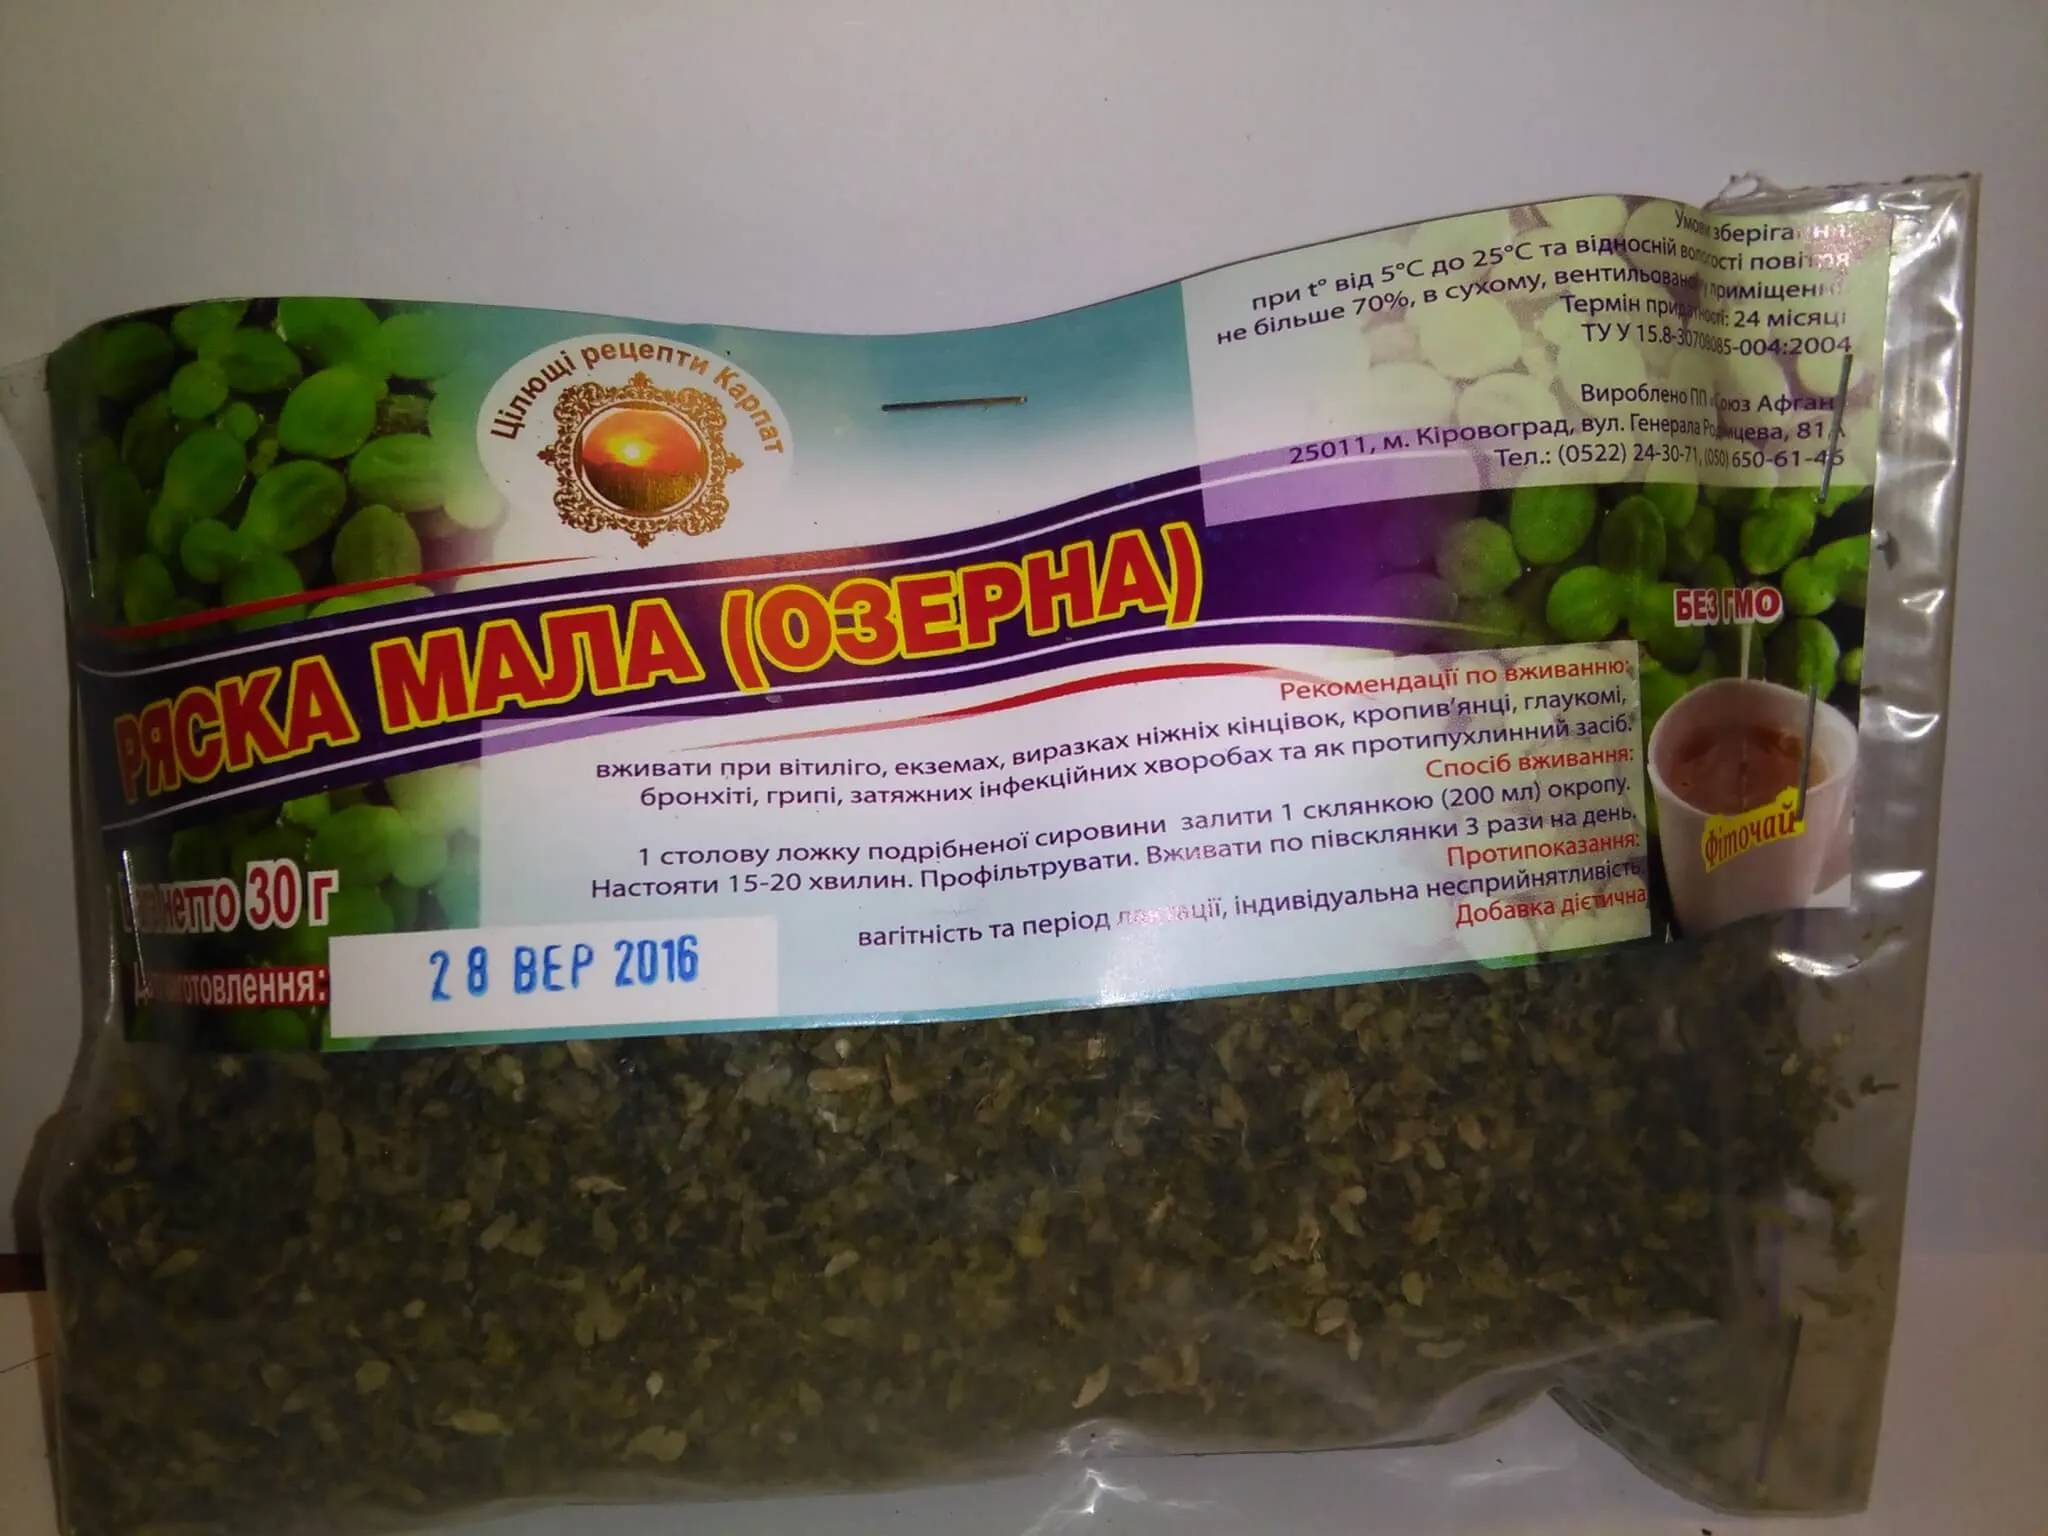 Цілющі рецепти Карпат
Умови зберігання:
при t° від 5°С до 25°С та відносній вологості повітря
не більше 70%, в сухому, вентильованому приміщенні.
Термін придатності: 24 місяці
ТУ У 15.8-30708085-004:2004
Вироблено ПП «Союз Афган
25011, м. Кіровоград, вул. Генерала Родимцева, 81А
Тел.: (0522) 24-30-71, (050) 650-61-46
РЯСКА МАЛА (ОЗЕРНА)
БЕЗ ГМО
Рекомендації по вживанню:
вживати при вітиліго, екземах, виразках ніжніх кінцівок, кропив'янці, глаукомі,
бронхіті, грипі, затяжних інфекційних хворобах та як протипухлинний засіб.
Спосіб вживання:
1 столову ложку подрібненої сировини залити 1 склянкою (200 мл) окропу.
Настояти 15-20 хвилин. Профільтрувати. Вживати по півсклянки 3 рази на день.
Протипоказання:
вагітність та період лактації, індивідуальна несприйнятливість.
Добавка дієтична
Фіточай
нетто 30 г
виготовлення:
28 ВЕР 2016